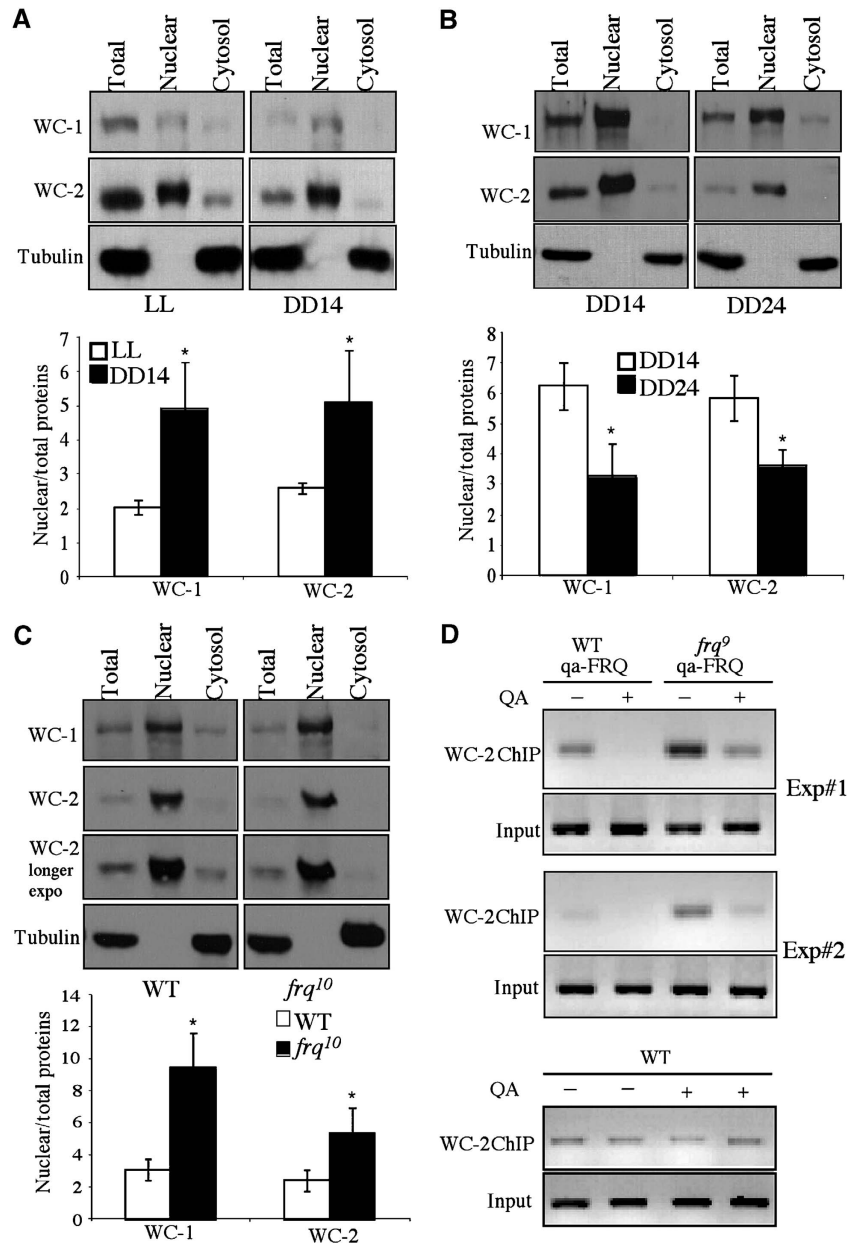 A
Total Nuclear Cytosol Total Nuclear Cytosol
WC-1
WC-2
Tubulin
LL DD14
7
6
5
4
3
2
1
0
Nuclear/total proteins
LL
DD14
* *
WC-1 WC-2
B
Total Nuclear Cytosol Total Nuclear Cytosol
WC-1
WC-2
Tubulin
DD14 DD24
8
7
6
5
4
3
2
1
0
Nuclear/total proteins
DD14
DD24
* *
WC-1 WC-2
C
Total Nuclear Cytosol Total Nuclear Cytosol
WC-1
WC-2
WC-2
longer
expo
Tubulin
WT frq10
14
12
10
8
6
4
2
0
Nuclear/total proteins
WT
frq10
* *
WC-1 WC-2
D
WT frq9
qa-FRQ qa-FRQ
QA − + − +
WC-2 ChIP
Input
Exp#1
WC-2ChIP
Input
Exp#2
WT
QA − − + +
WC-2ChIP
Input